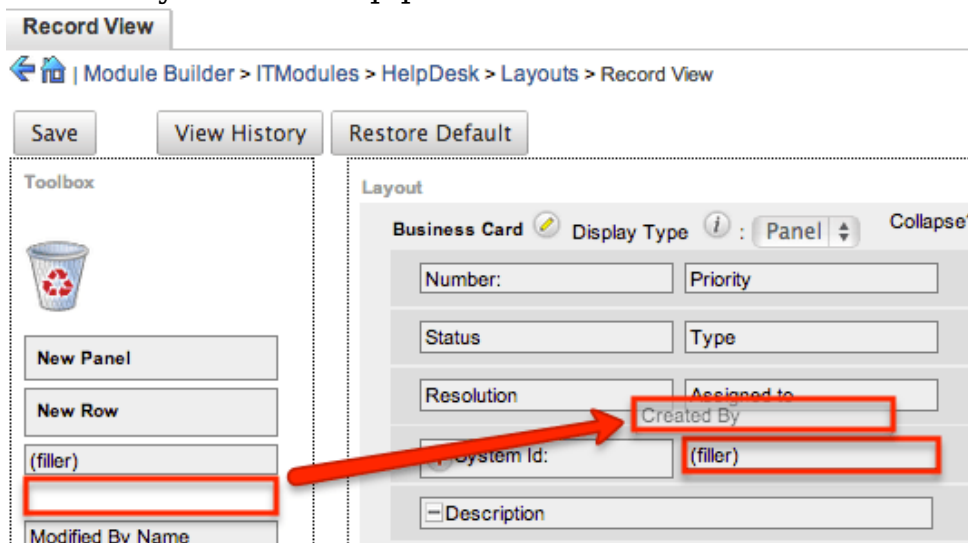 Record View
| Module Builder > ITModules > HelpDesk > Layouts > Record View
Save View History Restore Default
Toolbox
Layout
Business Card Display Type i : Panel Collapse?
Number: Priority
Status Type
New Panel
Resolution Assigned to
New Row
Created By
(filler)
System Id: (filler)
Description
Modified By Name